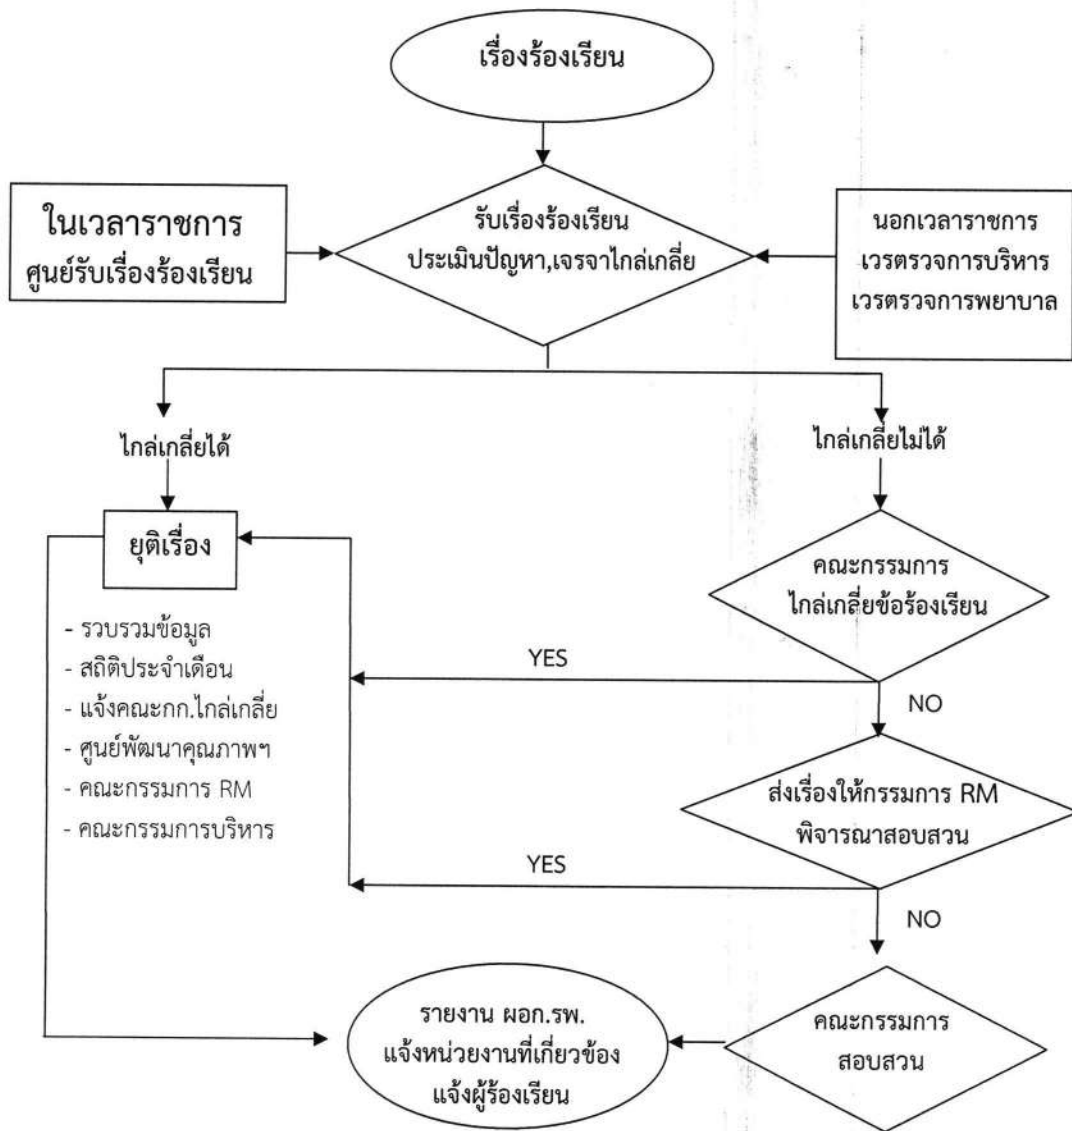 เรื่องร้องเรียน
ในเวลาราชการ
ศูนย์รับเรื่องร้องเรียน
รับเรื่องร้องเรียน
ประเมินปัญหา,เจรจาไกล่เกลี่ย
นอกเวลาราชการ
เวรตรวจการบริหาร
เวรตรวจการพยาบาล
ไกล่เกลี่ยได้
ไกล่เกลี่ยไม่ได้
ยุติเรื่อง
คณะกรรมการ
ไกล่เกลี่ยข้อร้องเรียน
- รวบรวมข้อมูล
- สถิติประจำเดือน
- แจ้งคณะกก.ไกล่เกลี่ย
- ศูนย์พัฒนาคุณภาพฯ
- คณะกรรมการ RM
- คณะกรรมการบริหาร
YES
NO
ส่งเรื่องให้กรรมการ RM
พิจารณาสอบสวน
YES
NO
คณะกรรมการ
สอบสวน
รายงาน ผอก.รพ.
แจ้งหน่วยงานที่เกี่ยวข้อง
แจ้งผู้ร้องเรียน